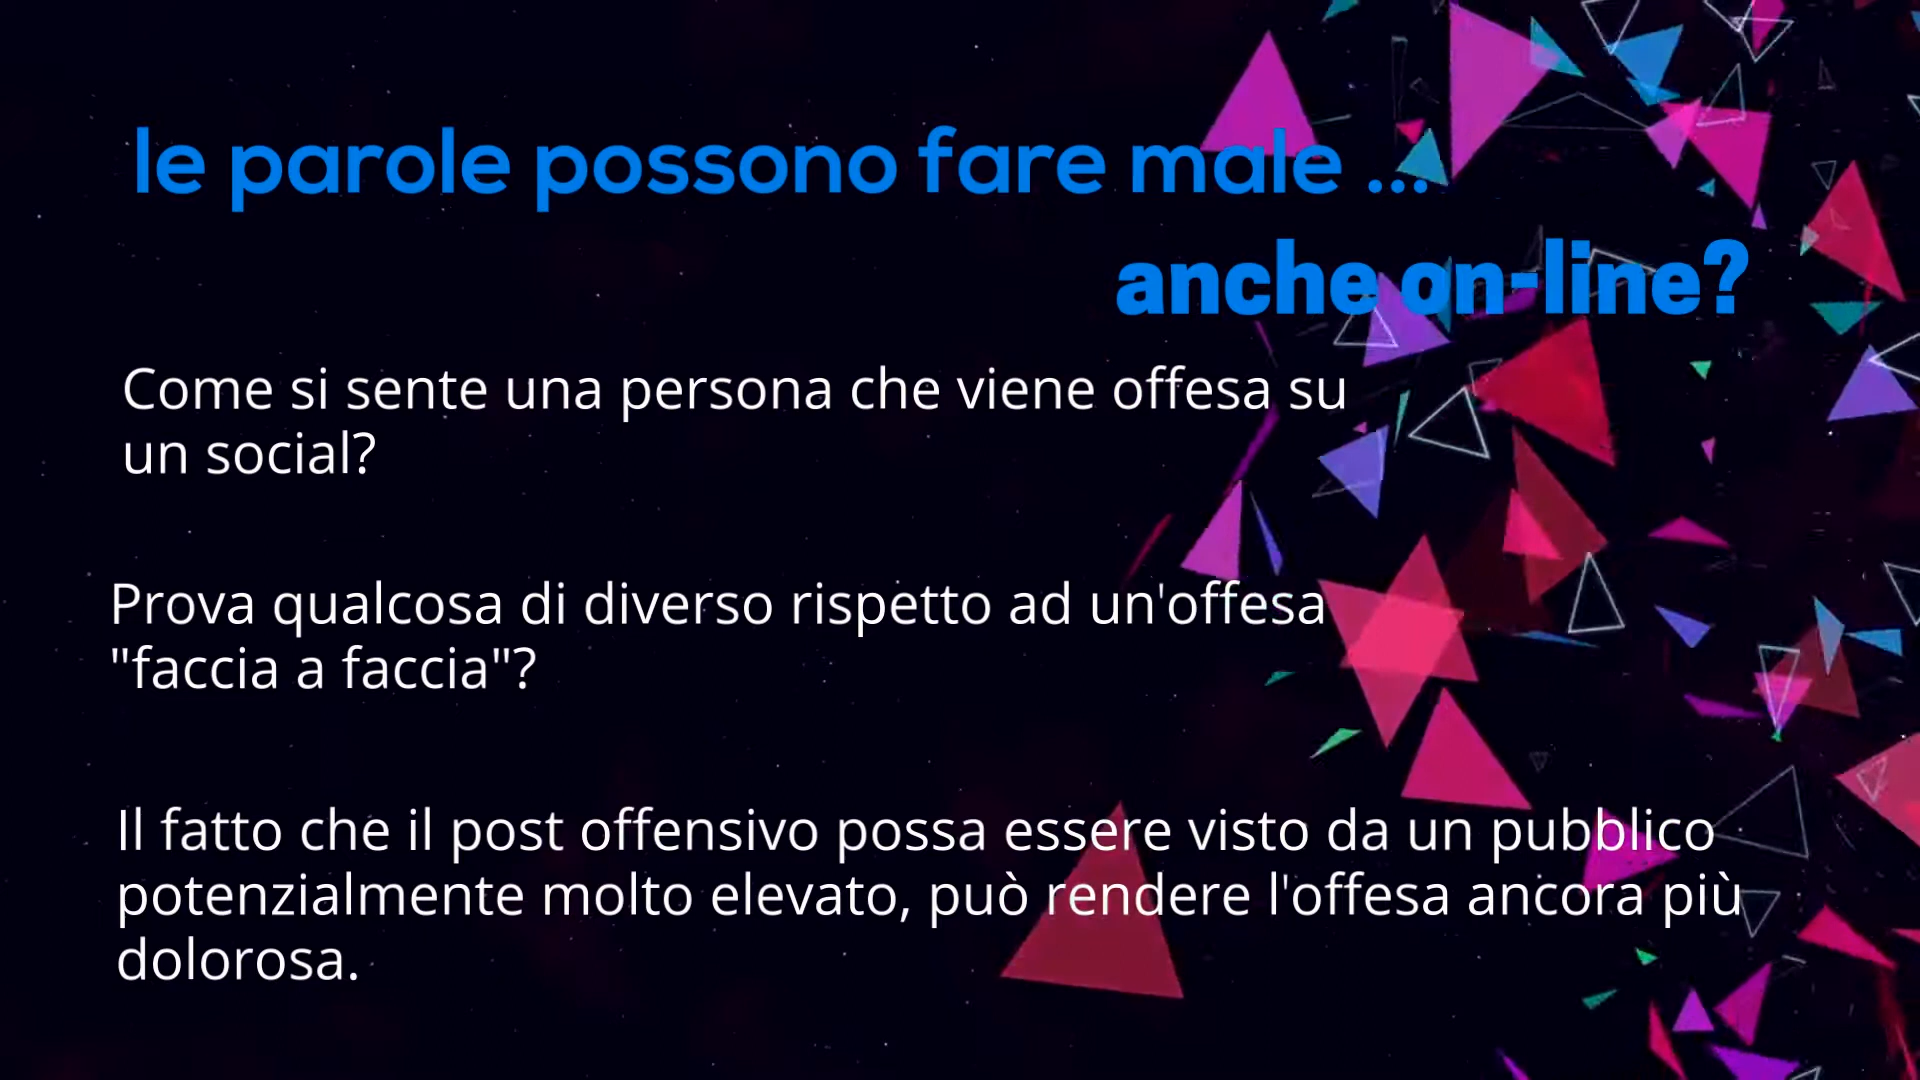 le parole possono fare male ...
anche on-line?
Come si sente una persona che viene offesa su
un social?
Prova qualcosa di diverso rispetto ad un'offesa
"faccia a faccia"?
Il fatto che il post offensivo possa essere visto da un pubblico
potenzialmente molto elevato, può rendere l'offesa ancora più
dolorosa.